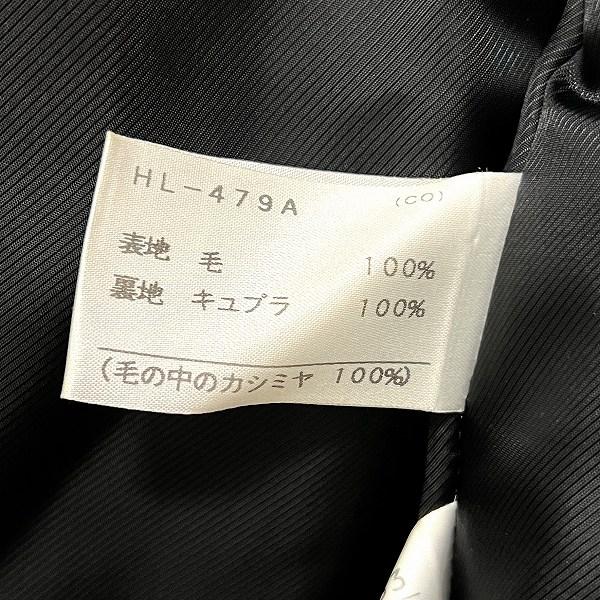 HL-479A (CO)
表地 毛 100%
裏地 キュプラ 100%
(毛の中のカシミヤ 100%)